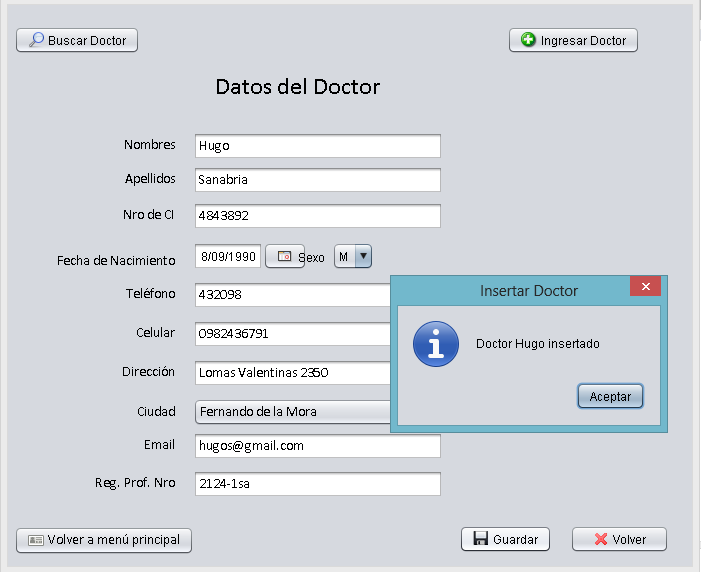 Buscar Doctor
Ingresar Doctor
Datos del Doctor
Nombres Hugo
Apellidos Sanabria
Nro de CI 4843892
Fecha de Nacimiento 8/09/1990 Sexo M
Insertar Doctor
Teléfono 432098
Celular 0982436791
Doctor Hugo insertado
Dirección Lomas Valentinas 2350
Aceptar
Ciudad Fernando de la Mora
Email hugos@gmail.com
Reg. Prof. Nro 2124-1sa
Volver a menú principal
Guardar
Volver